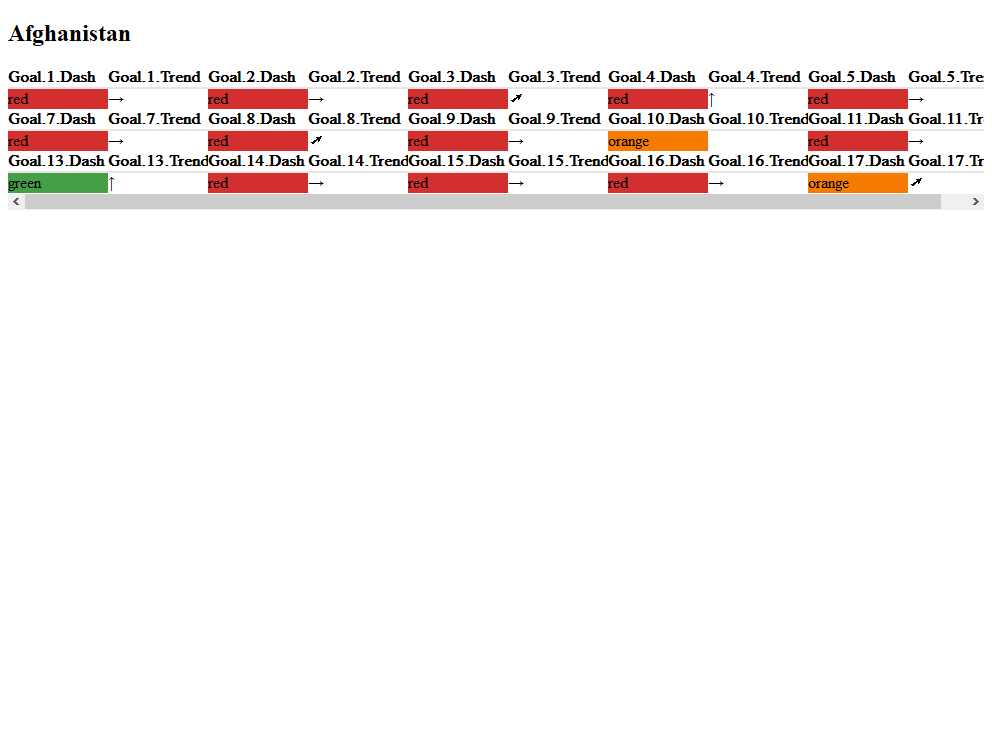 Afghanistan
Goal.1.Dash Goal.1.Trend Goal.2.Dash Goal.2.Trend Goal.3.Dash Goal.3.Trend Goal.4.Dash Goal.4.Trend Goal.5.Dash Goal.5.Tre
red → red → red ➚ red ↑ red →
Goal.7.Dash Goal.7.Trend Goal.8.Dash Goal.8.Trend Goal.9.Dash Goal.9.Trend Goal.10.Dash Goal.10.Trend Goal.11.Dash Goal.11.Tr
red → red ➚ red → orange red →
Goal.13.Dash Goal.13.Trend Goal.14.Dash Goal.14.Trend Goal.15.Dash Goal.15.Trend Goal.16.Dash Goal.16.Trend Goal.17.Dash Goal.17.Tr
green ↑ red → red → red → orange ➚